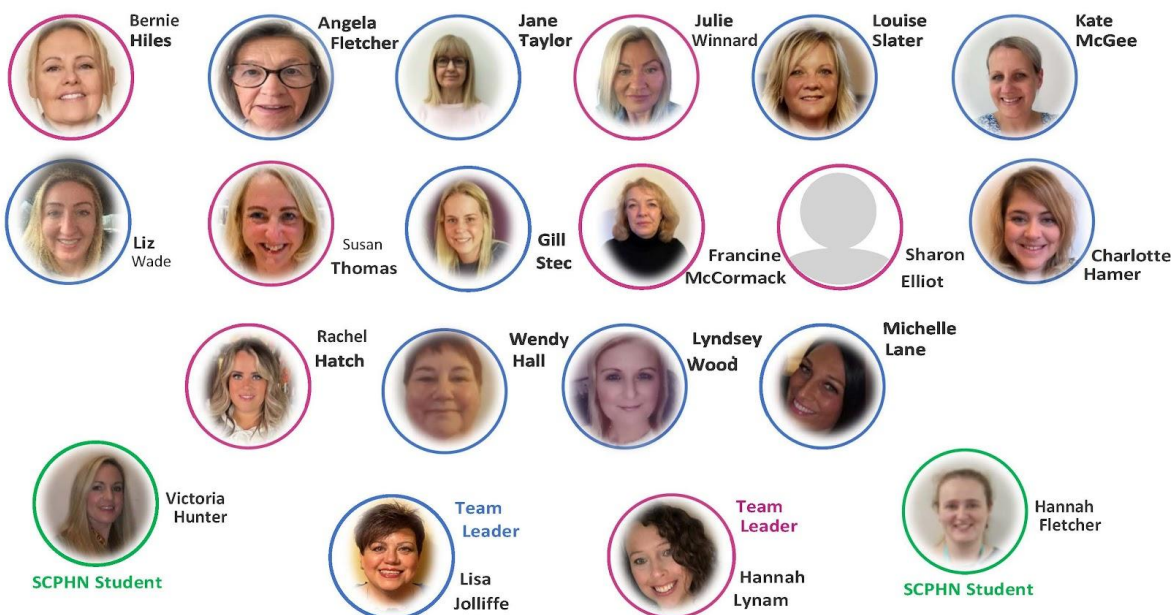 Bernie
Hiles
Angela
Fletcher
Jane
Taylor
Julie
Winnard
Louise
Slater
Kate
McGee
Liz
Wade
Susan
Thomas
Gill
Stec
Francine
McCormack
Sharon
Elliot
Charlotte
Hamer
Rachel
Hatch
Wendy
Hall
Lyndsey
Wood
Michelle
Lane
Victoria
Hunter
SCPHN Student
Team
Leader
Lisa
Jolliffe
Team
Leader
Hannah
Lynam
Hannah
Fletcher
SCPHN Student